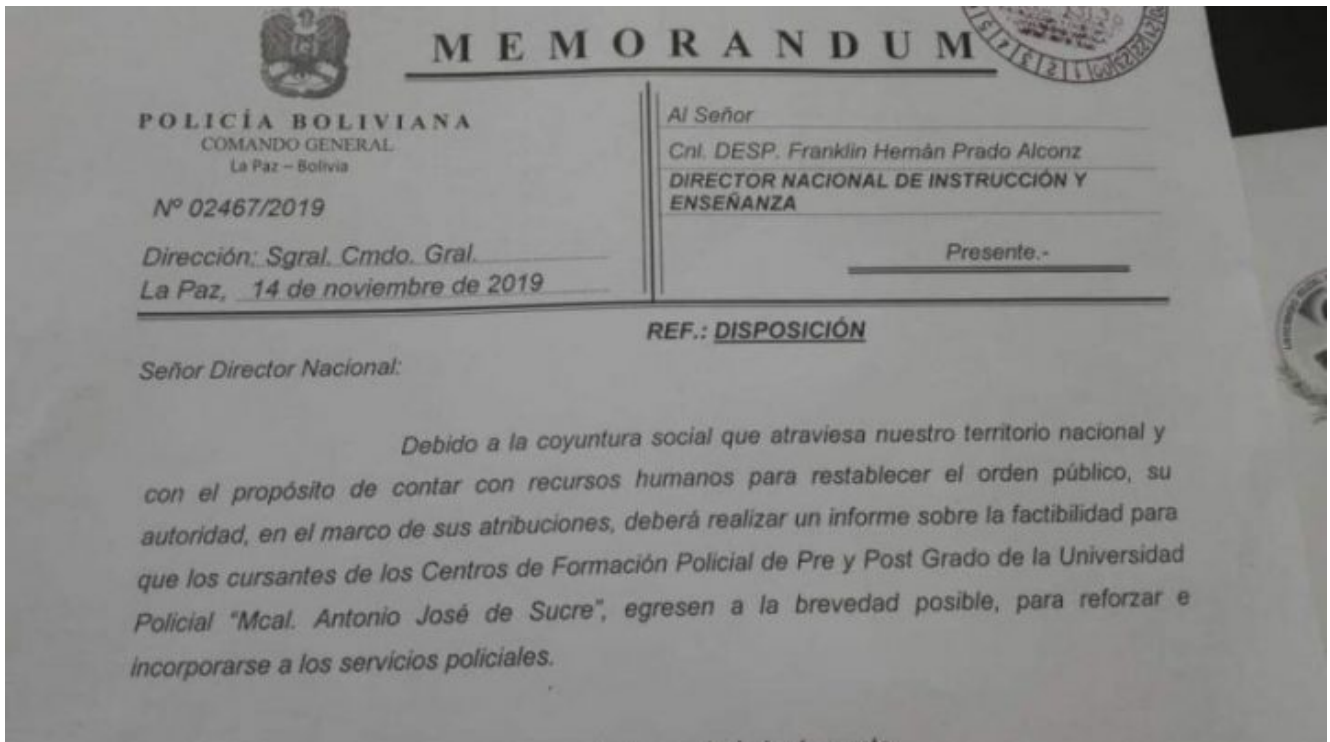 MEMORANDUM
POLICÍA BOLIVIANA
COMANDO GENERAL
La Paz – Bolivia
Nº 02467/2019
Dirección: Sgral. Cmdo. Gral.
La Paz, 14 de noviembre de 2019
Al Señor
Cnl. DESP. Franklin Hernán Prado Alconz
DIRECTOR NACIONAL DE INSTRUCCIÓN Y
ENSEÑANZA
Presente.-
REF.: DISPOSICIÓN
Señor Director Nacional:
Debido a la coyuntura social que atraviesa nuestro territorio nacional y
con el propósito de contar con recursos humanos para restablecer el orden público, su
autoridad, en el marco de sus atribuciones, deberá realizar un informe sobre la factibilidad para
que los cursantes de los Centros de Formación Policial de Pre y Post Grado de la Universidad
Policial “Mcal. Antonio José de Sucre”, egresen a la brevedad posible, para reforzar e
incorporarse a los servicios policiales.